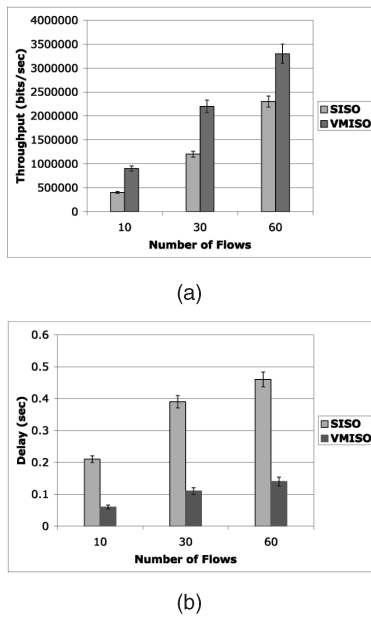 4000000
3500000
3000000
2500000
2000000
1500000
1000000
500000
0
Throughput (bits/sec)
10 30 60
Number of Flows
SISO
VMISO
(a)
0.6
0.5
0.4
0.3
0.2
0.1
0
Delay (sec)
10 30 60
Number of Flows
SISO
VMISO
(b)